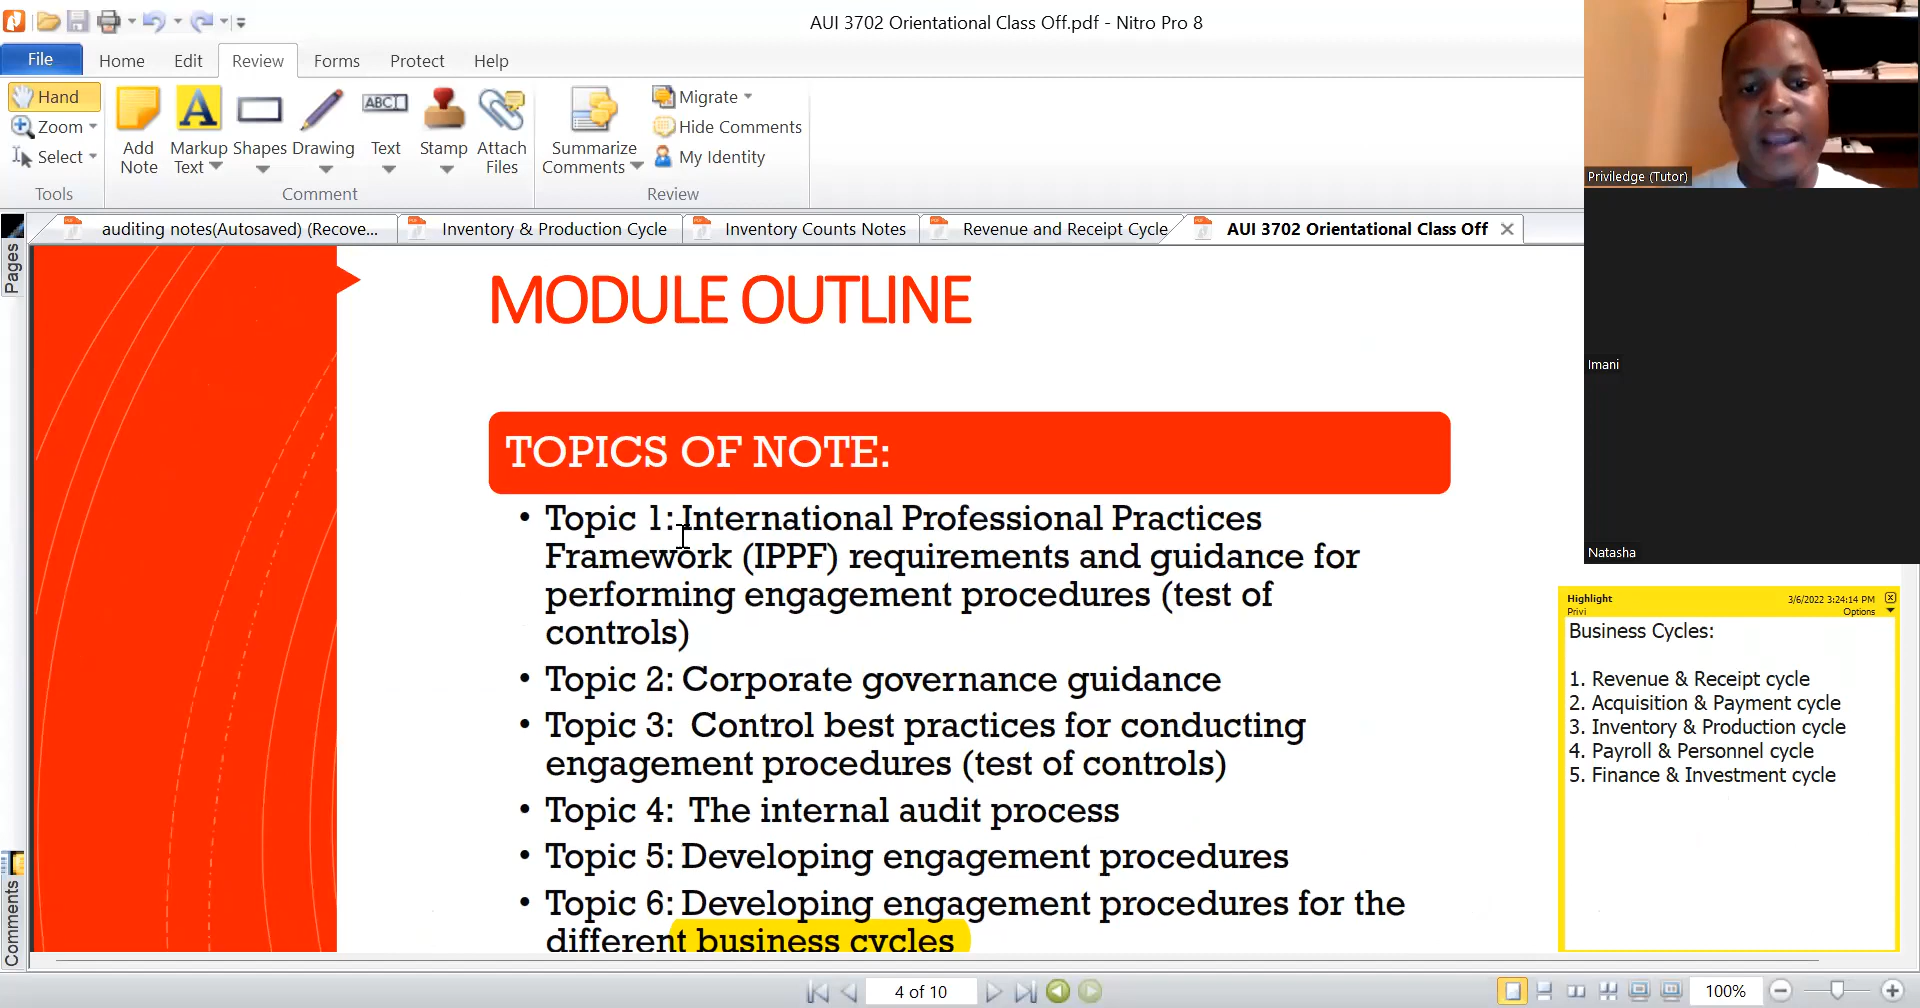 AUI 3702 Orientational Class Off.pdf - Nitro Pro 8
File
Home
Edit
Review
Forms
Protect
Help
Hand
Zoom
Select
Tools
Add
Note
Markup
Text
Shapes
Drawing
ABC
Text
Stamp
Attach
Files
Comment
Summarize
Comments
Migrate
Hide Comments
My Identity
Review
Priviledge (Tutor)
auditing notes(Autosaved) (Recove...
Inventory & Production Cycle
Inventory Counts Notes
Revenue and Receipt Cycle
AUI 3702 Orientational Class Off
Pages
MODULE OUTLINE
TOPICS OF NOTE:
• Topic 1: International Professional Practices
Framework (IPPF) requirements and guidance for
performing engagement procedures (test of
controls)
• Topic 2: Corporate governance guidance
• Topic 3: Control best practices for conducting
engagement procedures (test of controls)
• Topic 4: The internal audit process
• Topic 5: Developing engagement procedures
• Topic 6: Developing engagement procedures for the
different business cycles
Imani
Natasha
Highlight
3/6/2022 3:24:14 PM
Privi
Options
Business Cycles:
1. Revenue & Receipt cycle
2. Acquisition & Payment cycle
3. Inventory & Production cycle
4. Payroll & Personnel cycle
5. Finance & Investment cycle
Comments
4 of 10
100%